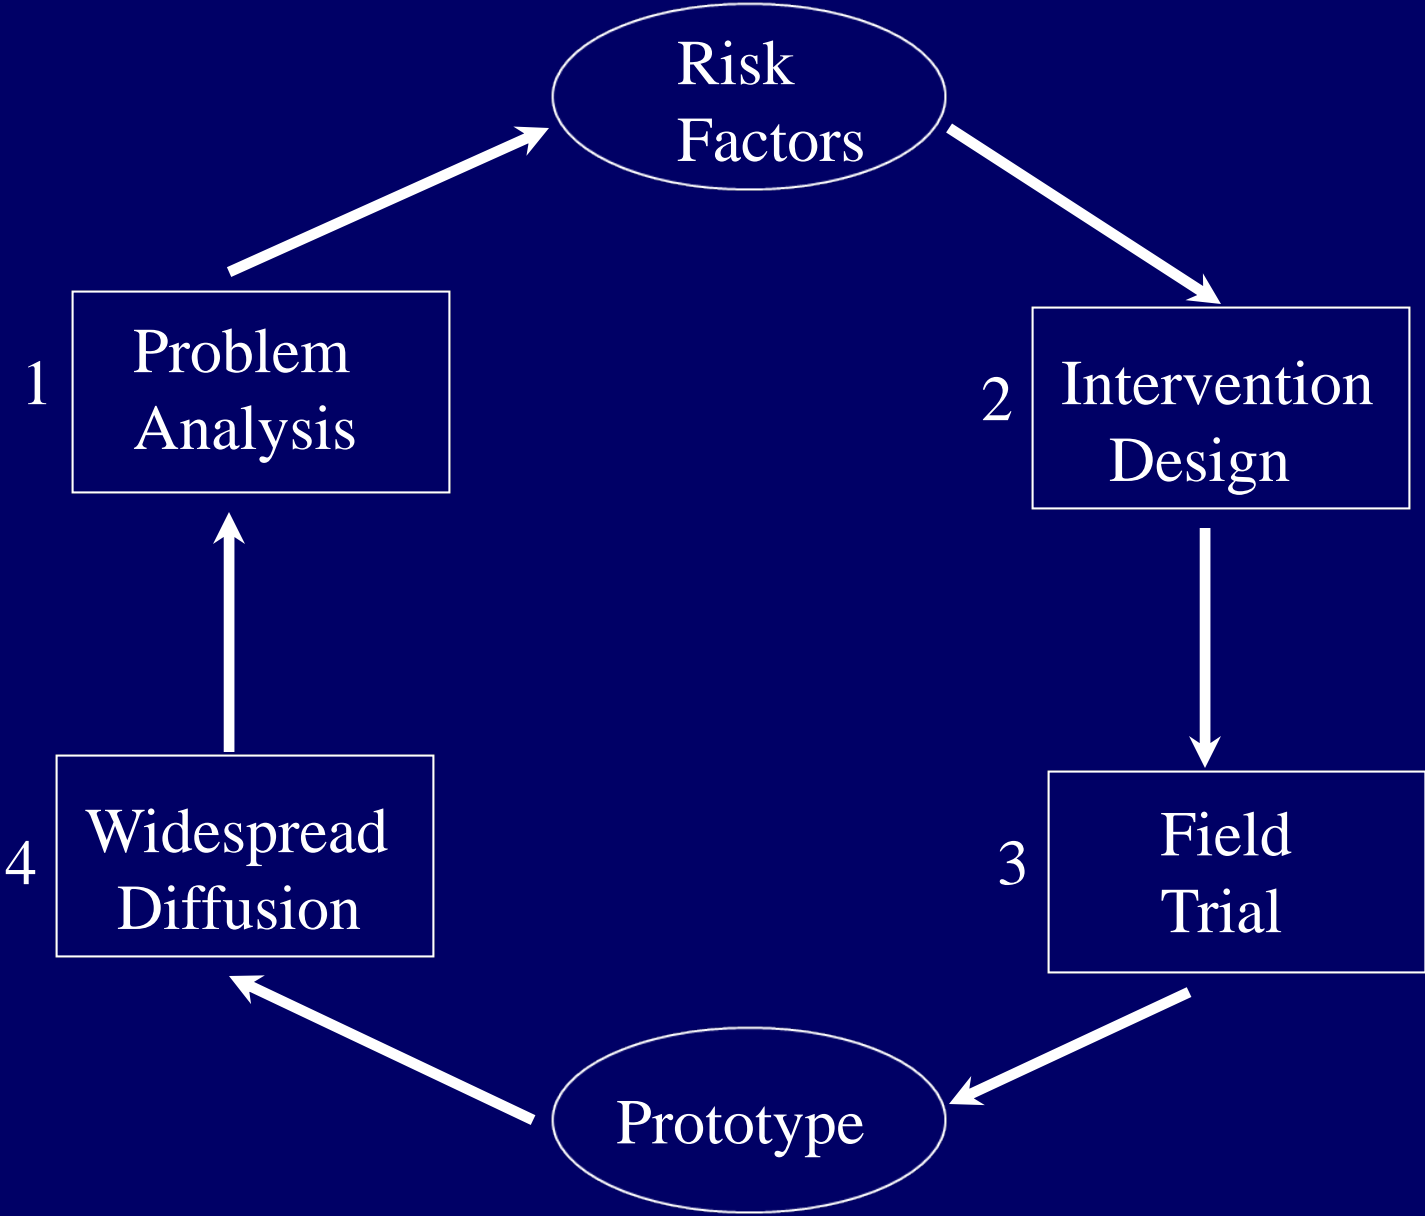 Risk
Factors
1
Problem
Analysis
2
Intervention
Design
4
Widespread
Diffusion
3
Field
Trial
Prototype